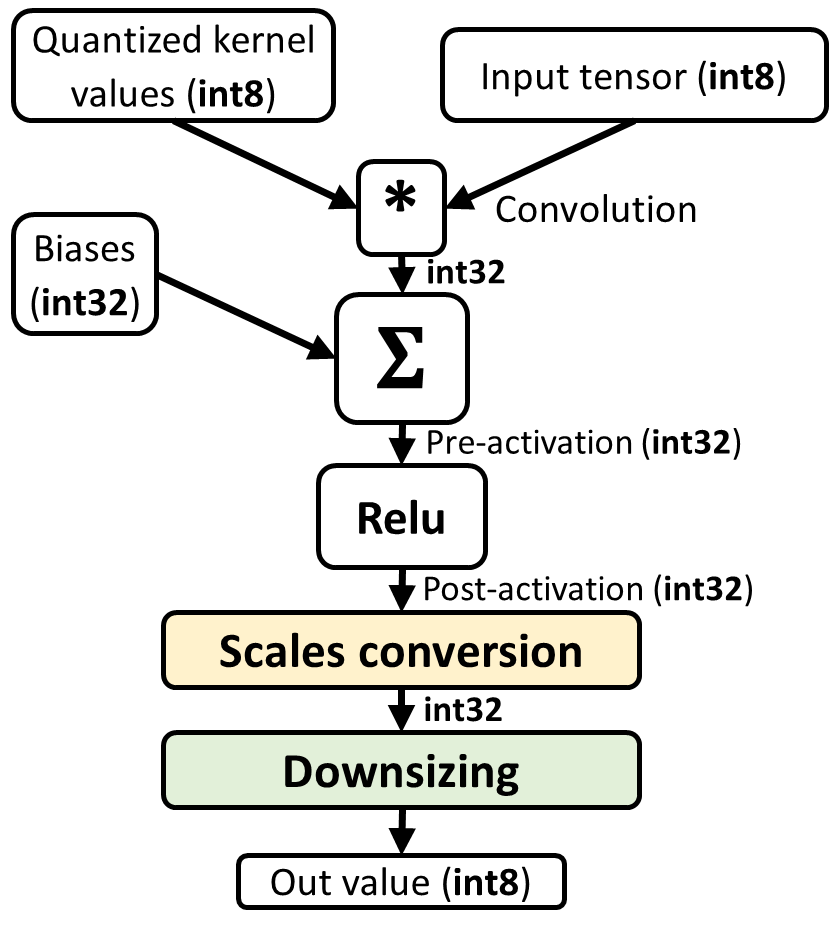 Quantized kernel
values (int8)
Input tensor (int8)
*
Convolution
Biases
(int32)
int32
Σ
Pre-activation (int32)
Relu
Post-activation (int32)
Scales conversion
int32
Downsizing
Out value (int8)